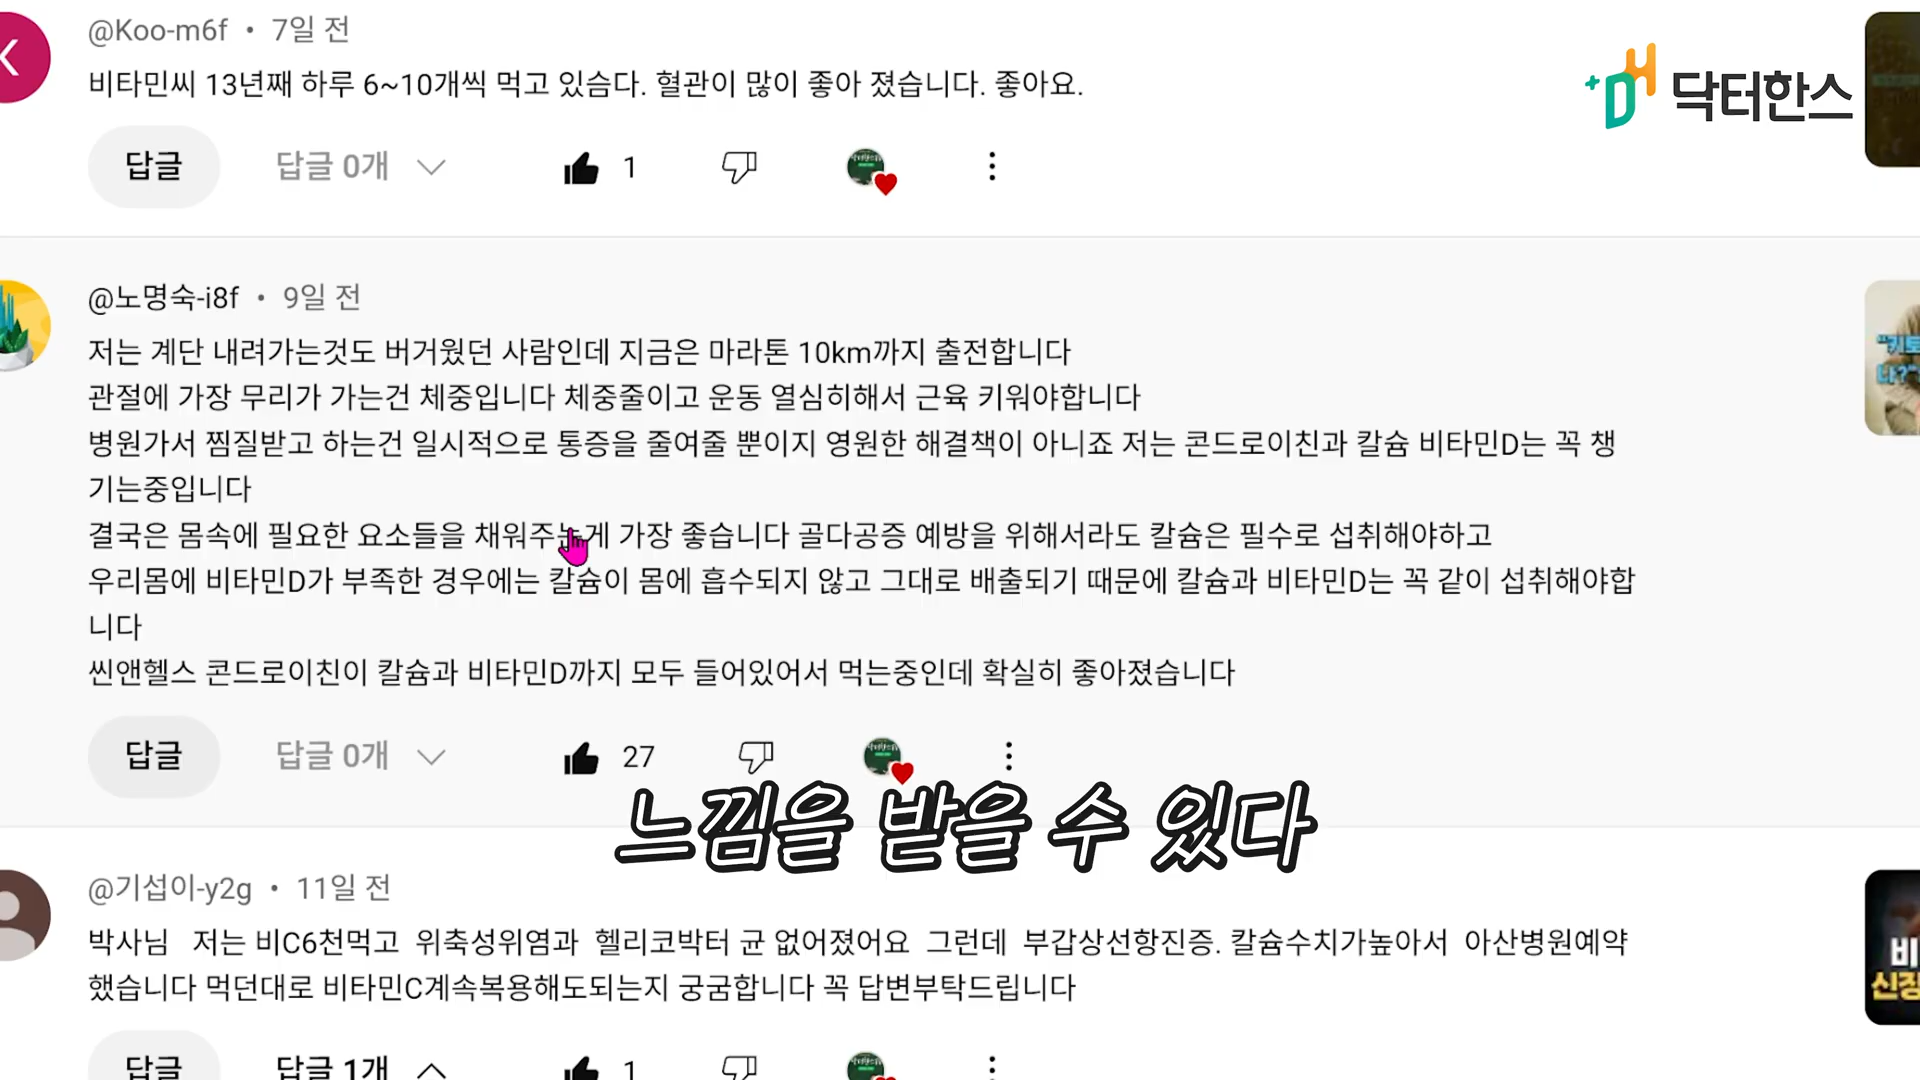 @Koo-m6f • 7일 전
비타민씨 13년째 하루 6~10개씩 먹고 있슴다. 혈관이 많이 좋아 졌습니다. 좋아요.
닥터한스
답글 답글 0개 1
@노명숙-i8f • 9일 전
저는 계단 내려가는것도 버거웠던 사람인데 지금은 마라톤 10km까지 출전합니다
관절에 가장 무리가 가는건 체중입니다 체중줄이고 운동 열심히해서 근육 키워야합니다
병원가서 찜질받고 하는건 일시적으로 통증을 줄여줄 뿐이지 영원한 해결책이 아니죠 저는 콘드로이친과 칼슘 비타민D는 꼭 챙
기는중입니다
결국은 몸속에 필요한 요소들을 채워주는게 가장 좋습니다 골다공증 예방을 위해서라도 칼슘은 필수로 섭취해야하고
우리몸에 비타민D가 부족한 경우에는 칼슘이 몸에 흡수되지 않고 그대로 배출되기 때문에 칼슘과 비타민D는 꼭 같이 섭취해야합
니다
씬앤헬스 콘드로이친이 칼슘과 비타민D까지 모두 들어있어서 먹는중인데 확실히 좋아졌습니다
답글 답글 0개 27
느낌을 받을 수 있다
@기섭이-y2g • 11일 전
박사님 저는 비C6천먹고 위축성위염과 헬리코박터 균 없어졌어요 그런데 부갑상선항진증. 칼슘수치가높아서 아산병원예약
했습니다 먹던대로 비타민C계속복용해도되는지 궁굼합니다 꼭 답변부탁드립니다
답글 답글 1개 1